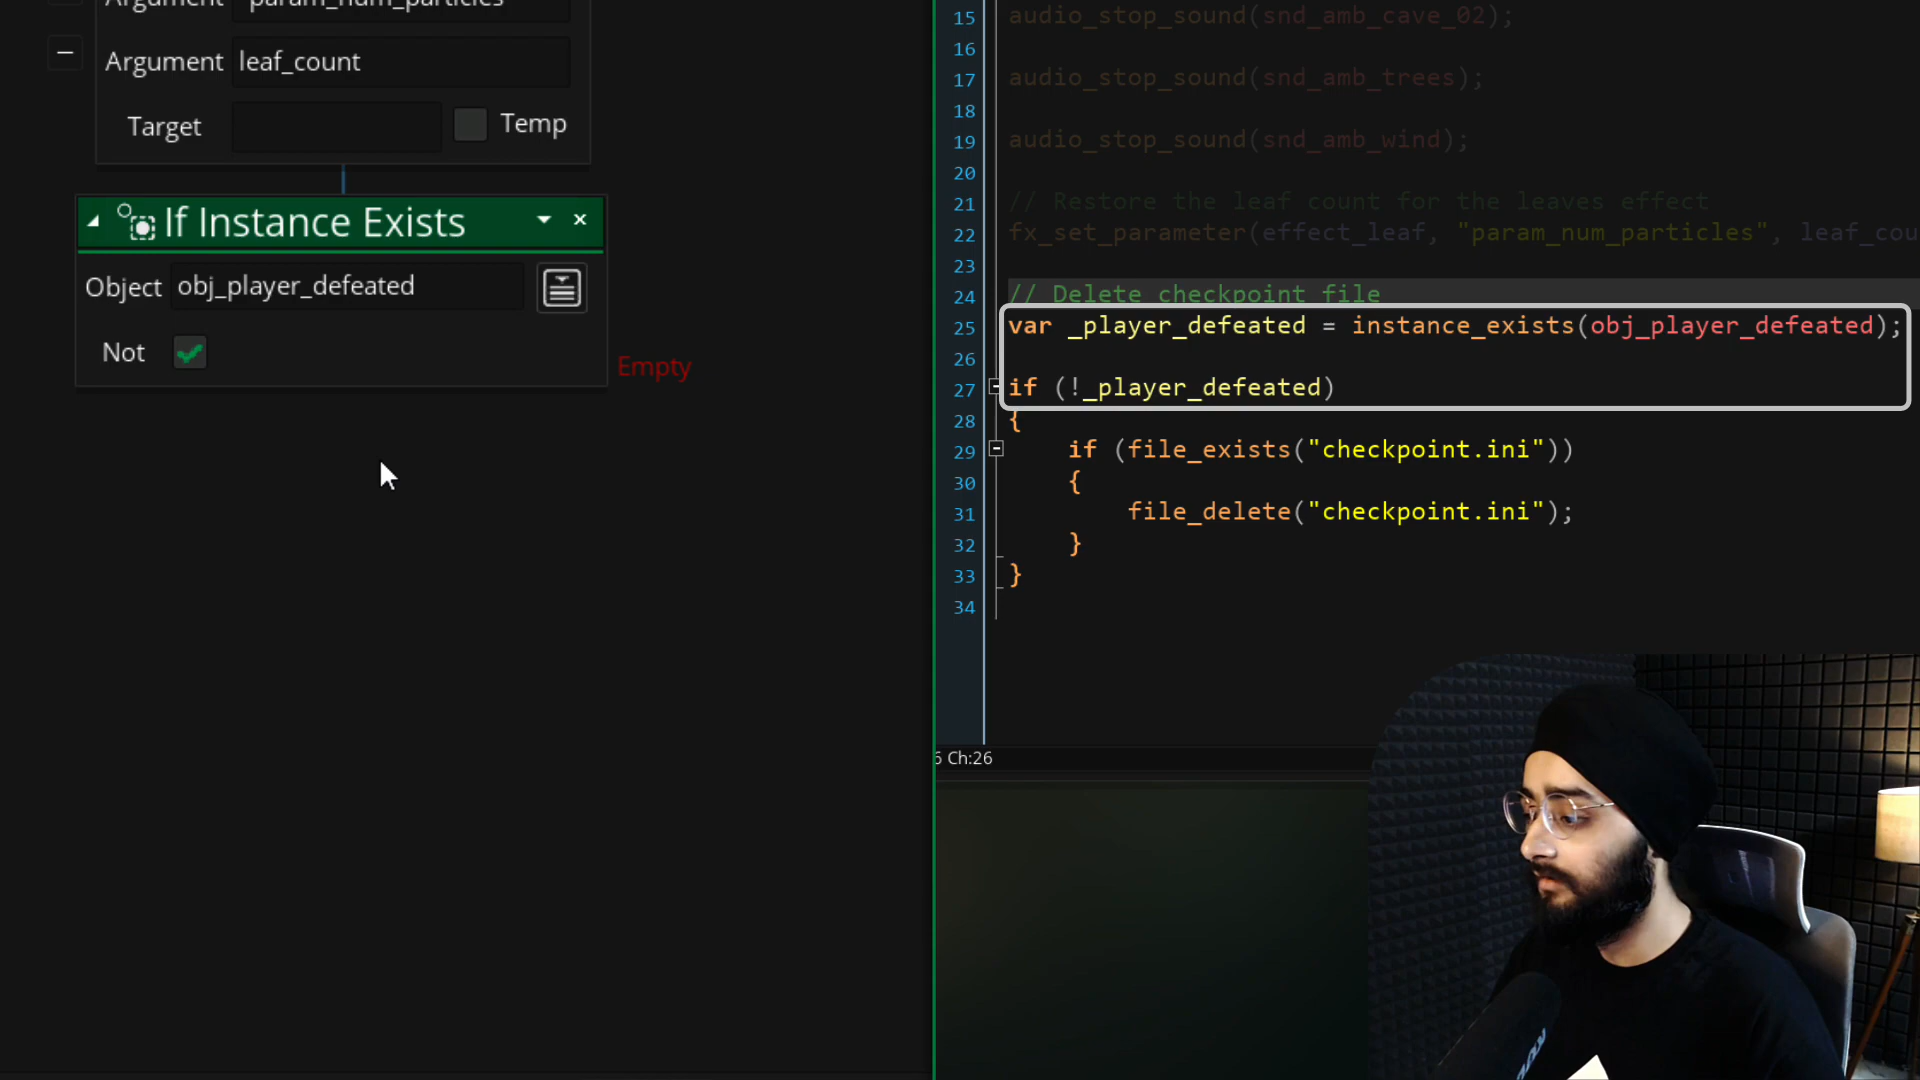 Argument param_num_particles
Argument leaf_count
Target Temp
If Instance Exists
Object obj_player_defeated
Not
Empty
15 audio_stop_sound(snd_amb_cave_02);
16
17 audio_stop_sound(snd_amb_trees);
18
19 audio_stop_sound(snd_amb_wind);
20
21 // Restore the leaf count for the leaves effect
22 fx_set_parameter(effect_leaf, "param_num_particles", leaf_cou
23
24 // Delete checkpoint file
25 var _player_defeated = instance_exists(obj_player_defeated);
26
27 if (!_player_defeated)
28 {
29 if (file_exists("checkpoint.ini"))
30 {
31 file_delete("checkpoint.ini");
32 }
33 }
34
6 Ch:26